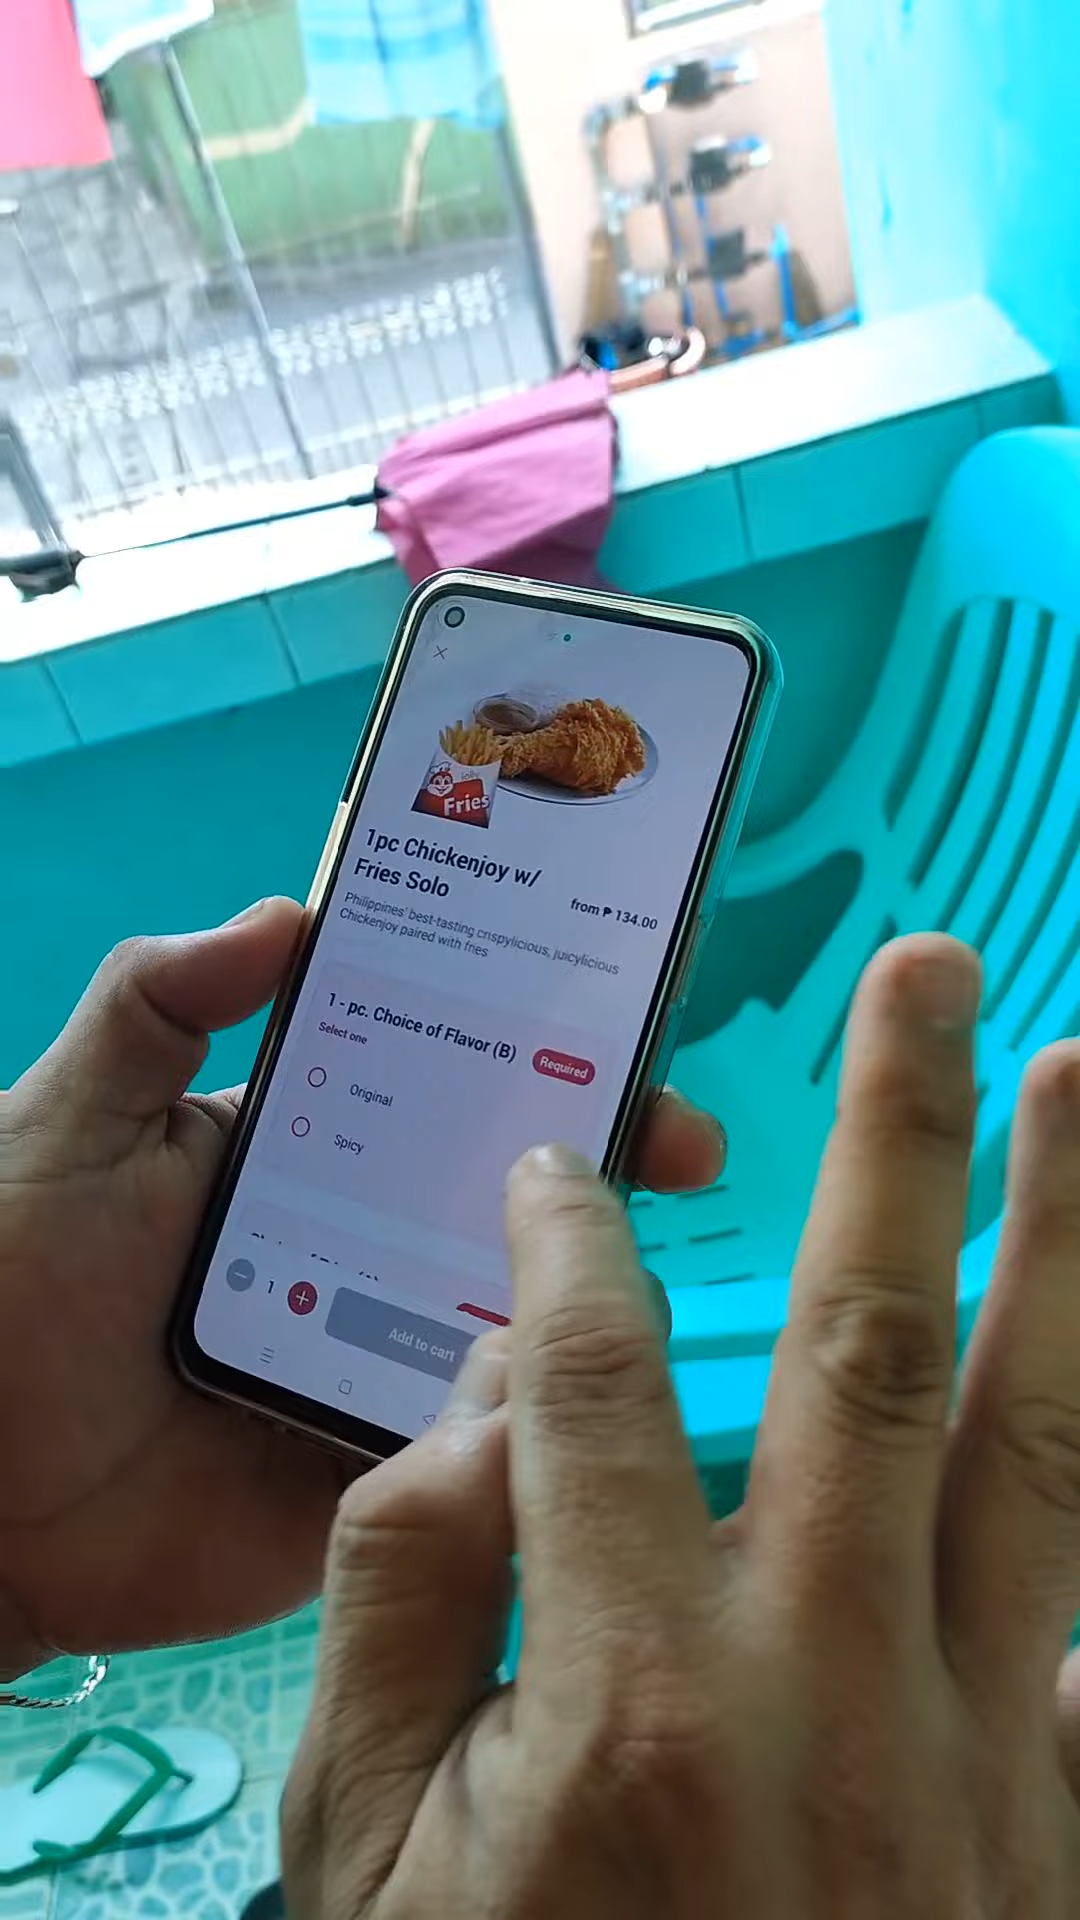 Jolly
Fries
1pc Chickenjoy w/
Fries Solo
from ₱ 134.00
Philippines' best-tasting crispylicious, juicylicious
Chickenjoy paired with fries
1 - pc. Choice of Flavor (B)
Select one
Required
Original
Spicy
1
Add to cart